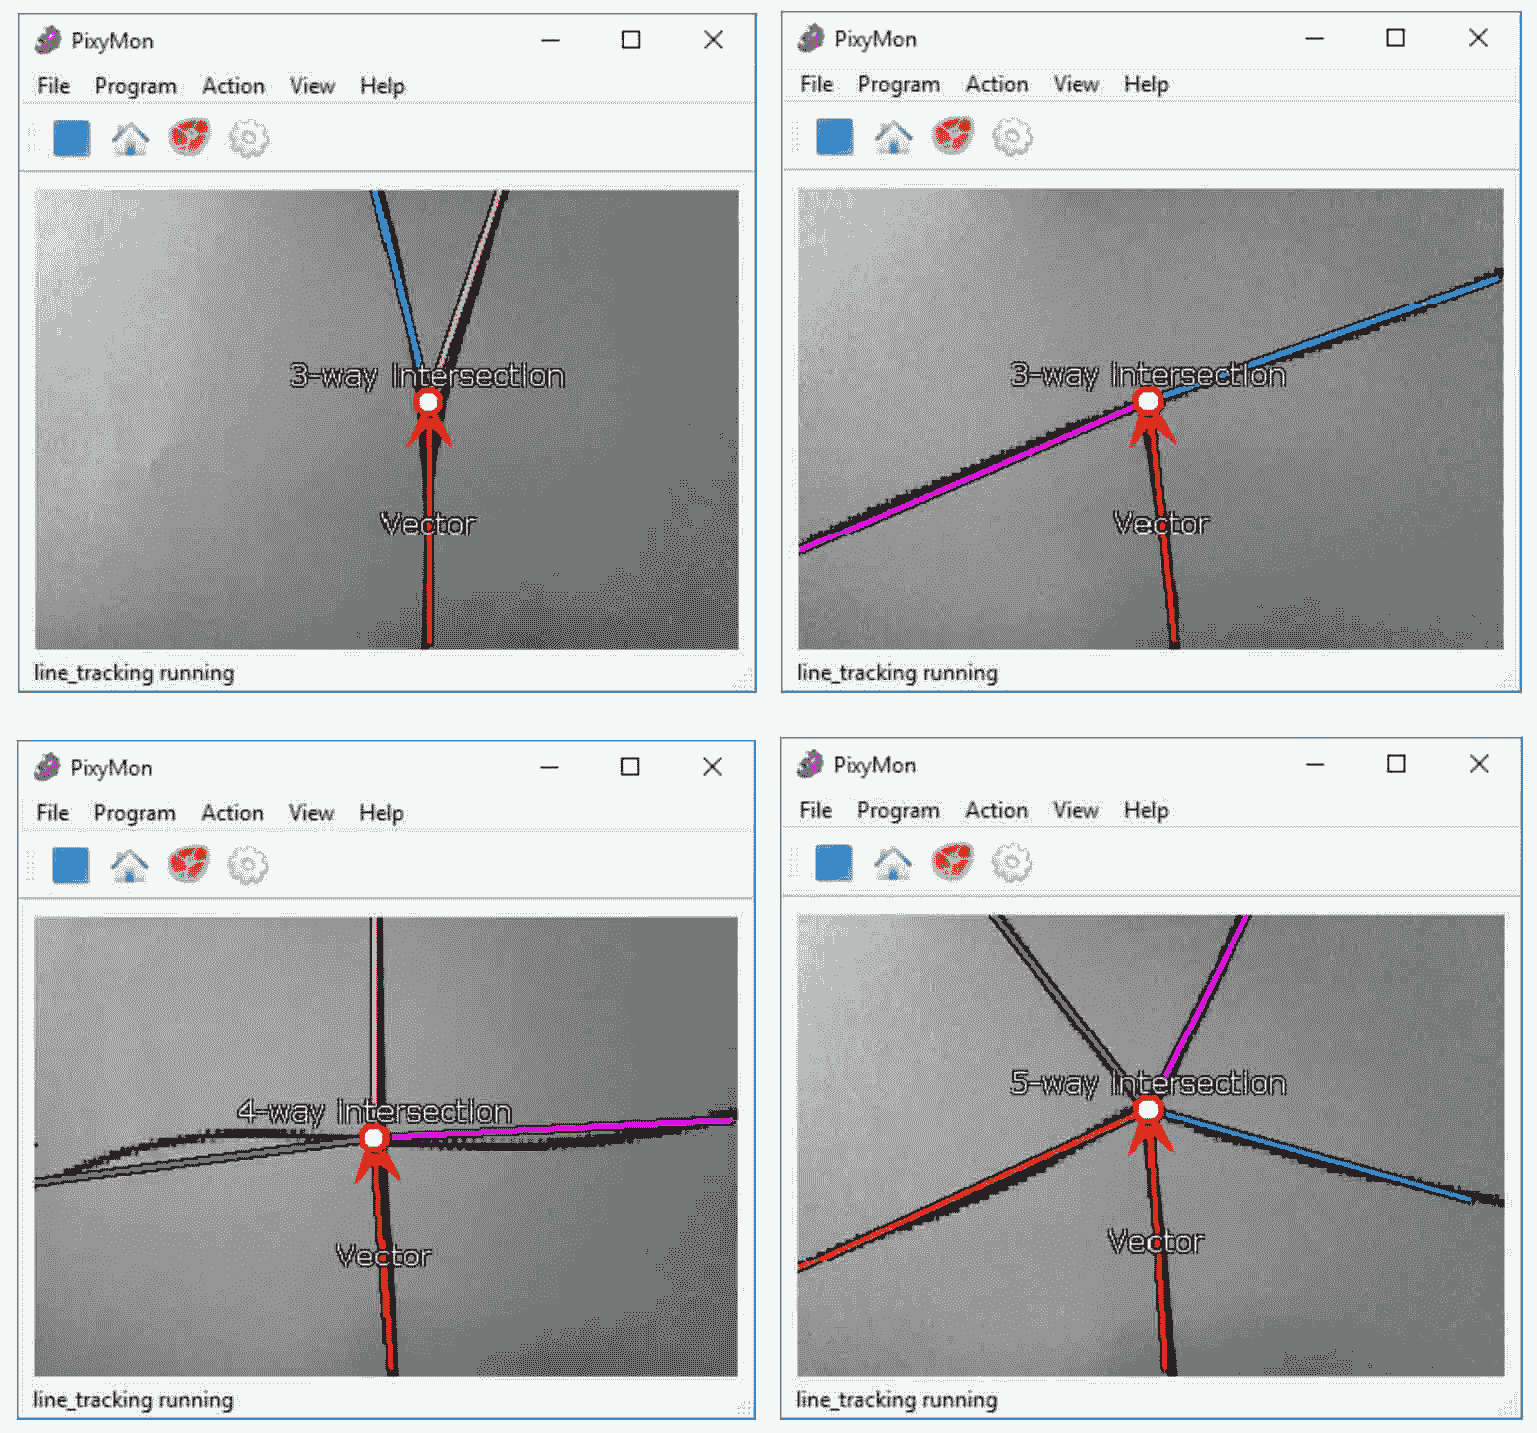 PixyMon
File Program Action View Help
3-way intersection
Vector
line_tracking running
PixyMon
File Program Action View Help
3-way intersection
Vector
line_tracking running
PixyMon
File Program Action View Help
4-way intersection
Vector
line_tracking running
PixyMon
File Program Action View Help
5-way intersection
Vector
line_tracking running